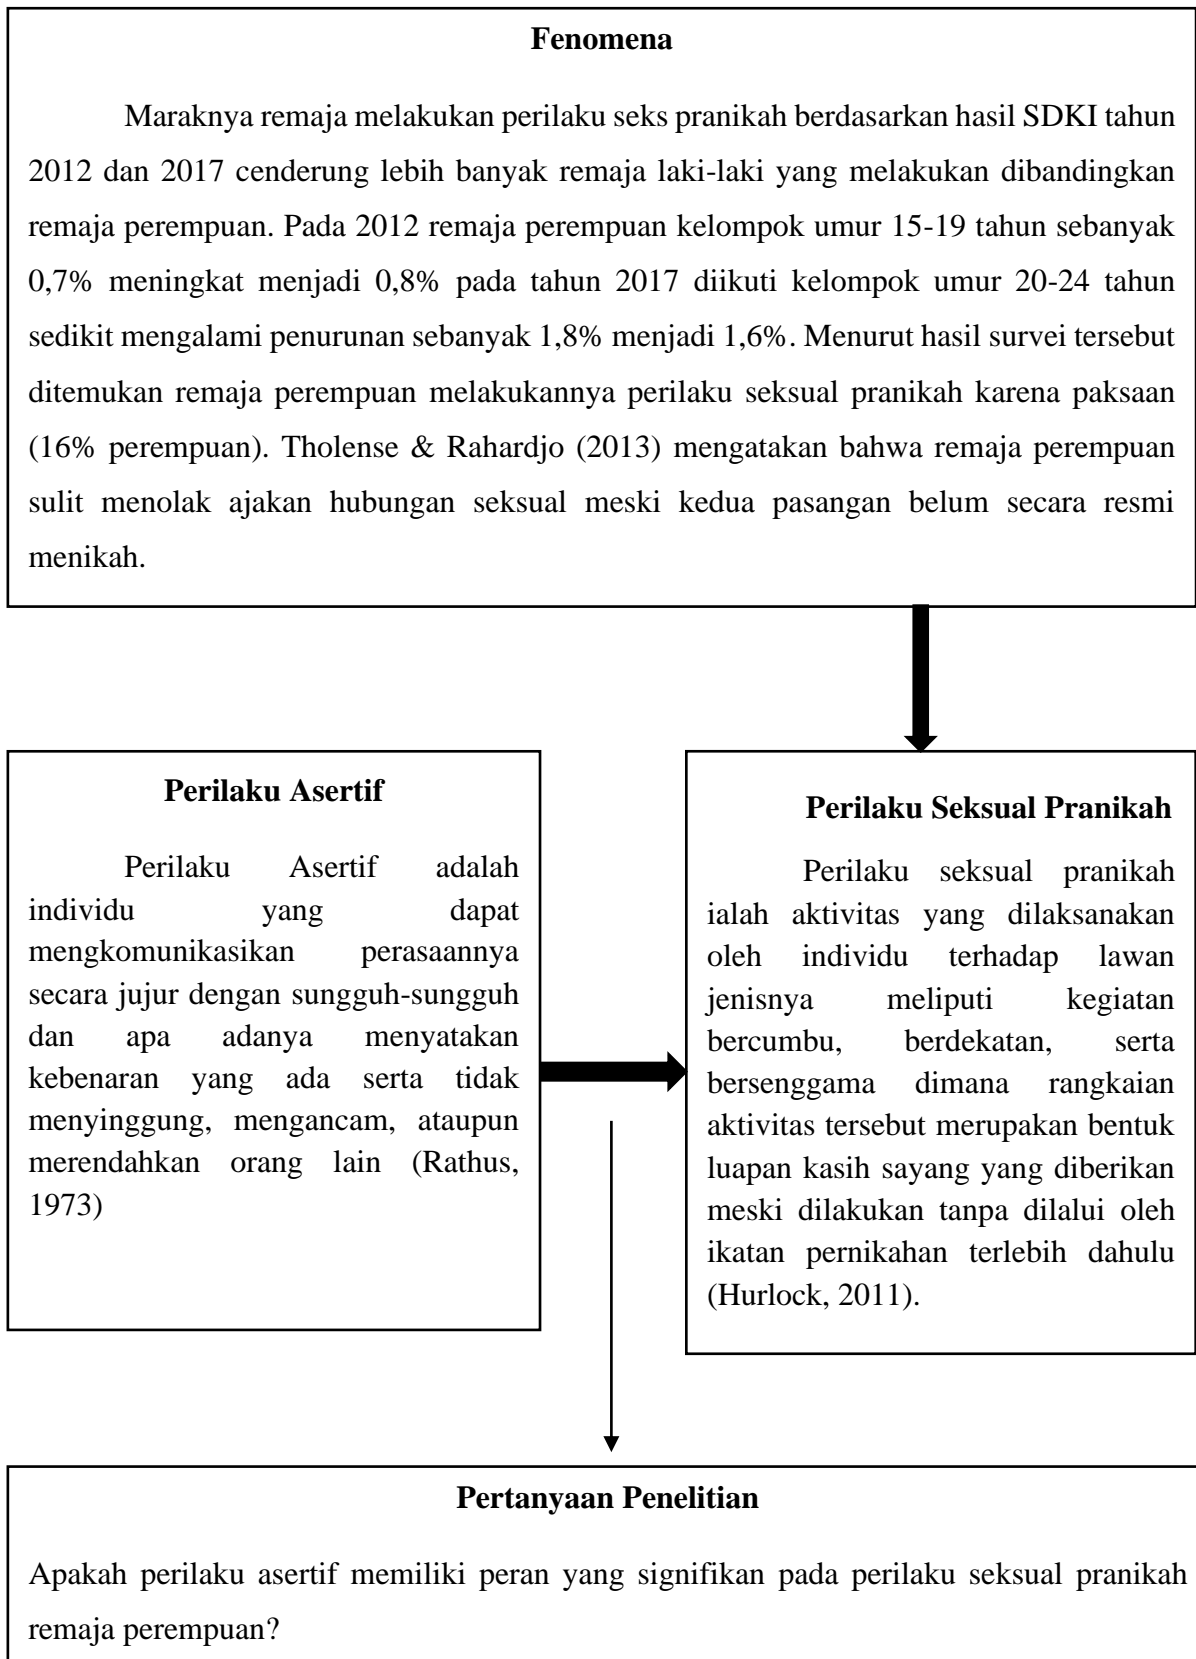 Fenomena
Maraknya remaja melakukan perilaku seks pranikah berdasarkan hasil SDKI tahun
2012 dan 2017 cenderung lebih banyak remaja laki-laki yang melakukan dibandingkan
remaja perempuan. Pada 2012 remaja perempuan kelompok umur 15-19 tahun sebanyak
0,7% meningkat menjadi 0,8% pada tahun 2017 diikuti kelompok umur 20-24 tahun
sedikit mengalami penurunan sebanyak 1,8% menjadi 1,6%. Menurut hasil survei tersebut
ditemukan remaja perempuan melakukannya perilaku seksual pranikah karena paksaan
(16% perempuan). Tholense & Rahardjo (2013) mengatakan bahwa remaja perempuan
sulit menolak ajakan hubungan seksual meski kedua pasangan belum secara resmi
menikah.
Perilaku Asertif
Perilaku Asertif adalah
individu yang dapat
mengkomunikasikan perasaannya
secara jujur dengan sungguh-sungguh
dan apa adanya menyatakan
kebenaran yang ada serta tidak
menyinggung, mengancam, ataupun
merendahkan orang lain (Rathus,
1973)
Perilaku Seksual Pranikah
Perilaku seksual pranikah
ialah aktivitas yang dilaksanakan
oleh individu terhadap lawan
jenisnya meliputi kegiatan
bercumbu, berdekatan, serta
bersenggama dimana rangkaian
aktivitas tersebut merupakan bentuk
luapan kasih sayang yang diberikan
meski dilakukan tanpa dilalui oleh
ikatan pernikahan terlebih dahulu
(Hurlock, 2011).
Pertanyaan Penelitian
Apakah perilaku asertif memiliki peran yang signifikan pada perilaku seksual pranikah
remaja perempuan?